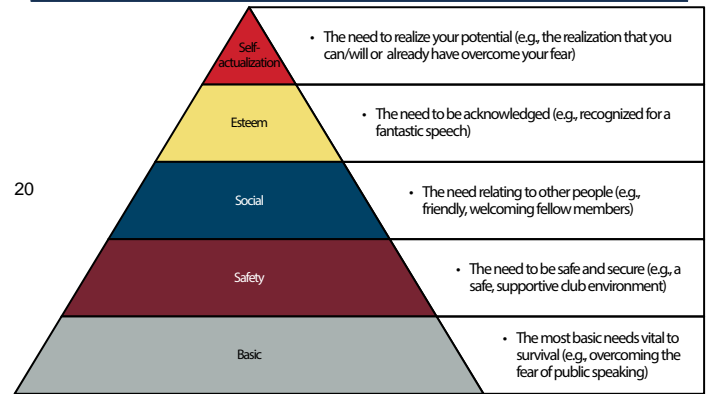 Self-
actualization
• The need to realize your potential (e.g., the realization that you
can/will or already have overcome your fear)
Esteem
• The need to be acknowledged (e.g., recognized for a
fantastic speech)
20
Social
• The need relating to other people (e.g.,
friendly, welcoming fellow members)
Safety
• The need to be safe and secure (e.g., a
safe, supportive club environment)
Basic
• The most basic needs vital to
survival (e.g., overcoming the
fear of public speaking)